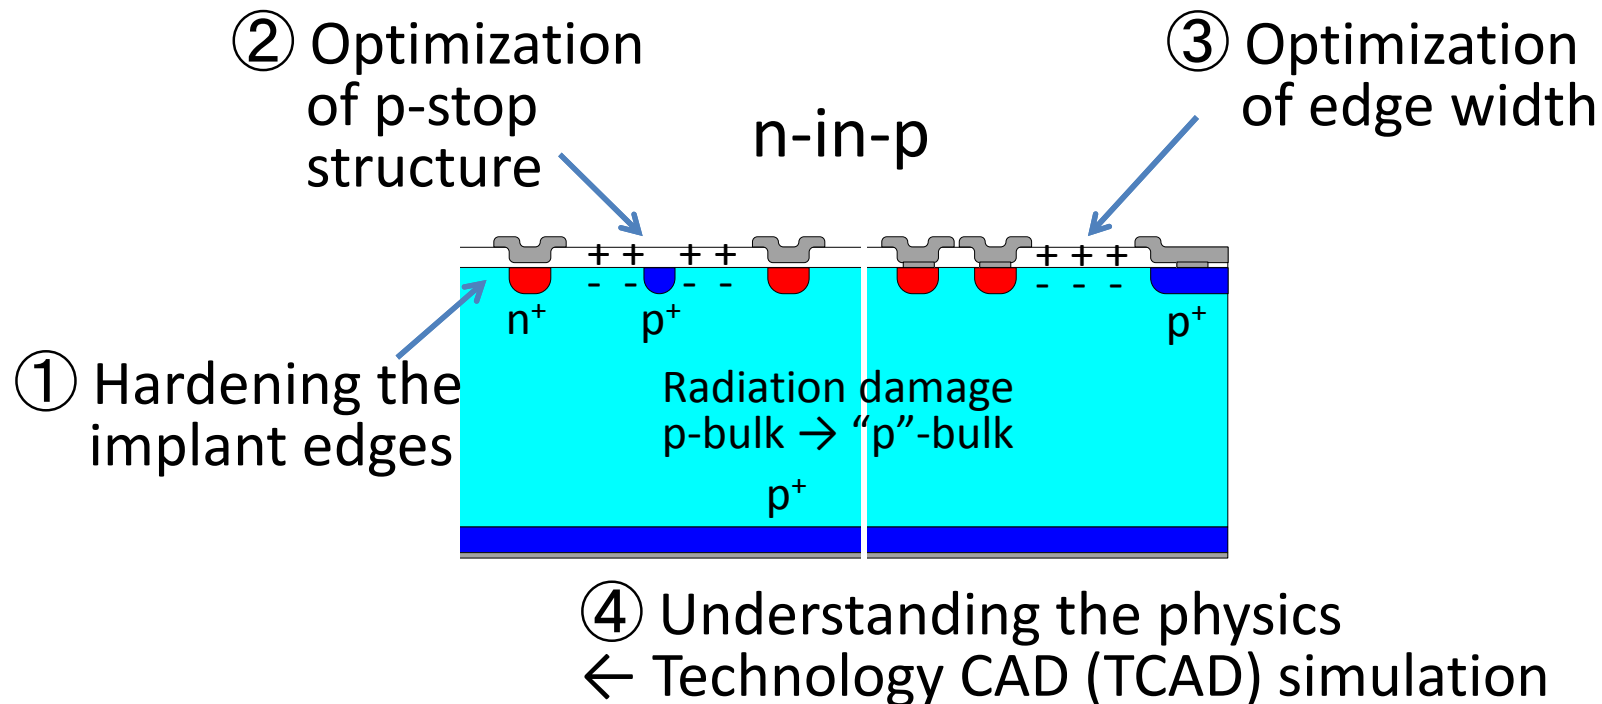 ② Optimization
of p-stop
structure
③ Optimization
of edge width
n-in-p
+ + + +
+ + +
- - - -
- - -
n⁺
p⁺
p⁺
① Hardening the
implant edges
Radiation damage
p-bulk → “p”-bulk
p⁺
④ Understanding the physics
← Technology CAD (TCAD) simulation